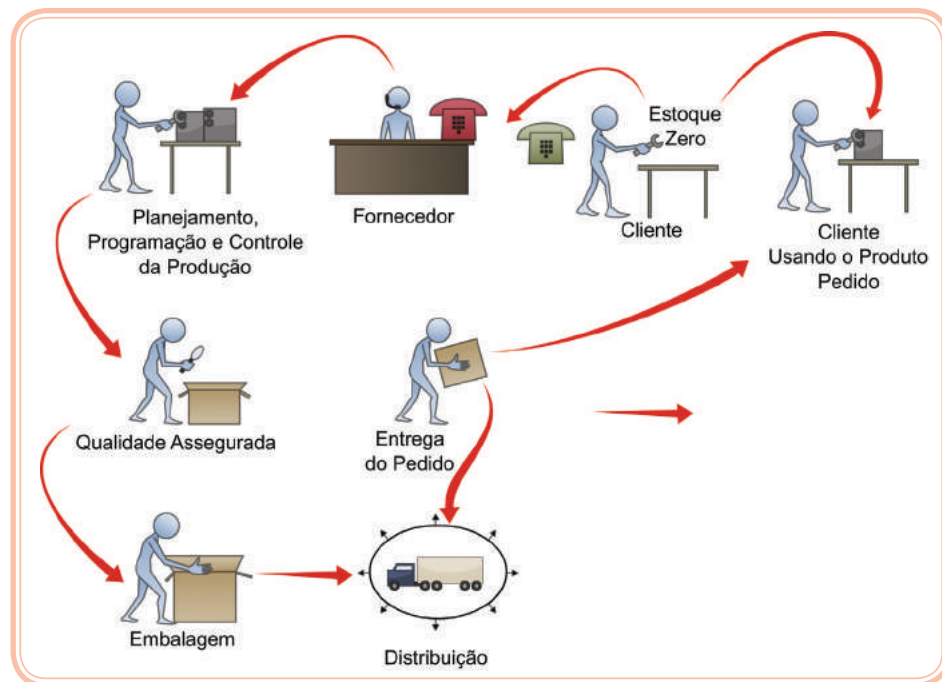 Estoque
Zero
Planejamento,
Programação e Controle
da Produção
Fornecedor
Cliente
Cliente
Usando o Produto
Pedido
Qualidade Assegurada
Entrega
do Pedido
Embalagem
Distribuição